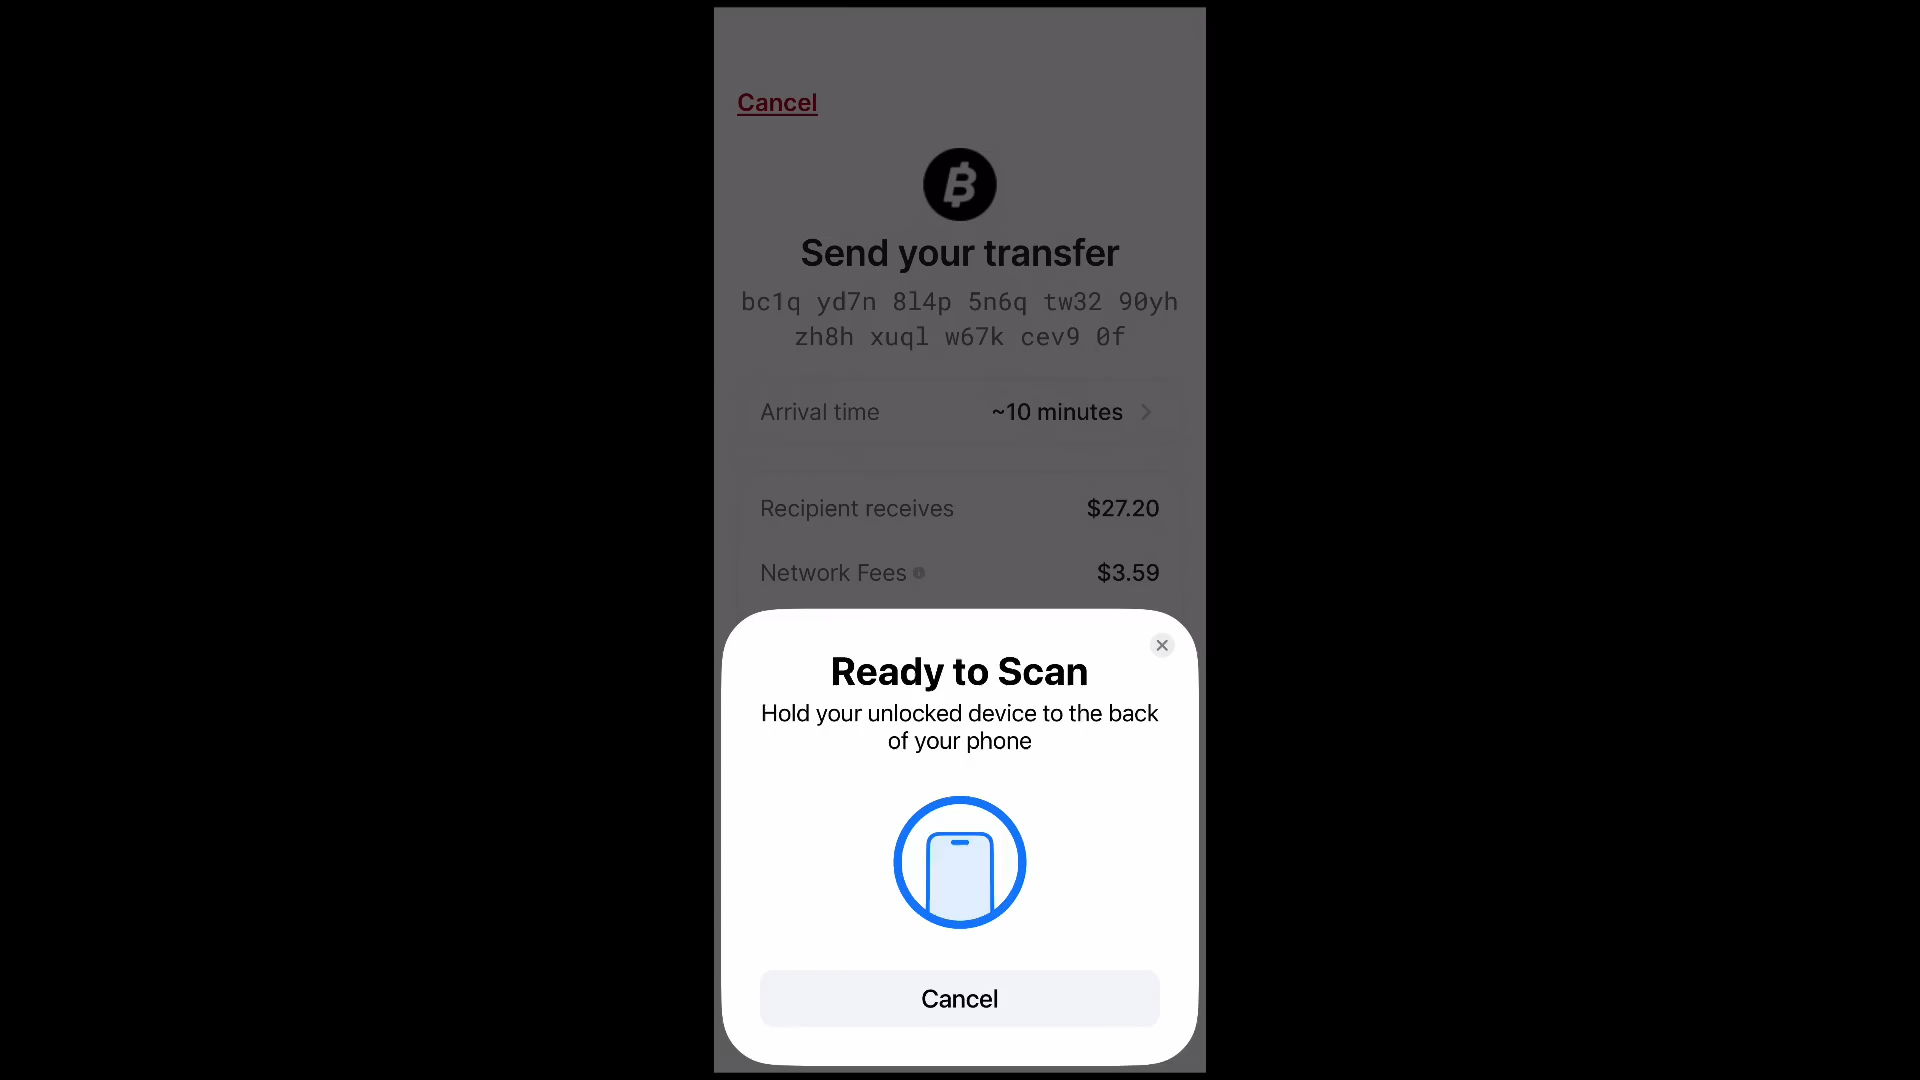 Cancel
Send your transfer
bc1q yd7n 8l4p 5n6q tw32 90yh
zh8h xuql w67k cev9 0f
Arrival time ~10 minutes
Recipient receives $27.20
Network Fees $3.59
Ready to Scan
Hold your unlocked device to the back
of your phone
Cancel